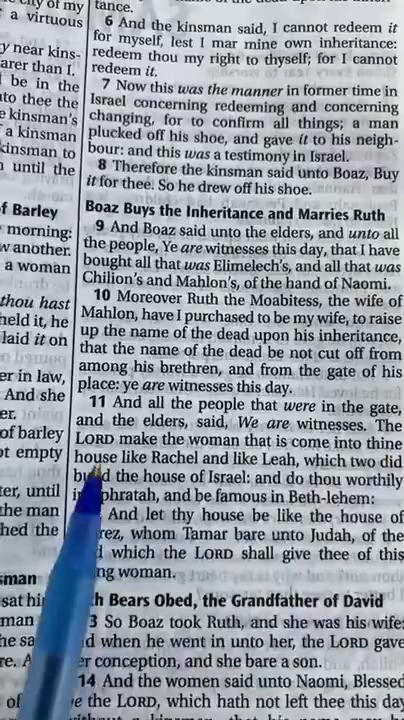 ty of my
a virtuous
y near kins-
arer than I.
l be in the
to thee the
e kinsman's
a kinsman
kinsman to
until the
of Barley
morning:
w another.
a woman
thou hast
held it, he
laid it on
er in law,
And she
er.
of barley
ot empty
ter, until
the man
hed the
sman
sat
man
he
re.
of
tance.
6 And the kinsman said, I cannot redeem it
for myself, lest I mar mine own inheritance:
redeem thou my right to thyself; for I cannot
redeem it.
7 Now this was the manner in former time in
Israel concerning redeeming and concerning
changing, for to confirm all things; a man
plucked off his shoe, and gave it to his neigh-
bour: and this was a testimony in Israel.
8 Therefore the kinsman said unto Boaz, Buy
it for thee. So he drew off his shoe.
Boaz Buys the Inheritance and Marries Ruth
9 And Boaz said unto the elders, and unto all
the people, Ye are witnesses this day, that I have
bought all that was Elimelech's, and all that was
Chilion's and Mahlon's, of the hand of Naomi.
10 Moreover Ruth the Moabitess, the wife of
Mahlon, have I purchased to be my wife, to raise
up the name of the dead upon his inheritance,
that the name of the dead be not cut off from
among his brethren, and from the gate of his
place: ye are witnesses this day.
11 And all the people that were in the gate,
and the elders, said, We are witnesses. The
LORD make the woman that is come into thine
house like Rachel and like Leah, which two did
the house of Israel: and do thou worthily
phratah, and be famous in Beth-lehem:
And let thy house be like the house of
rez, whom Tamar bare unto Judah, of the
d which the LORD shall give thee of this
ng woman.
h Bears Obed, the Grandfather of David
3 So Boaz took Ruth, and she was his wife:
d when he went in unto her, the LORD gave
er conception, and she bare a son.
14 And the women said unto Naomi, Blessed
e the LORD, which hath not left thee this day